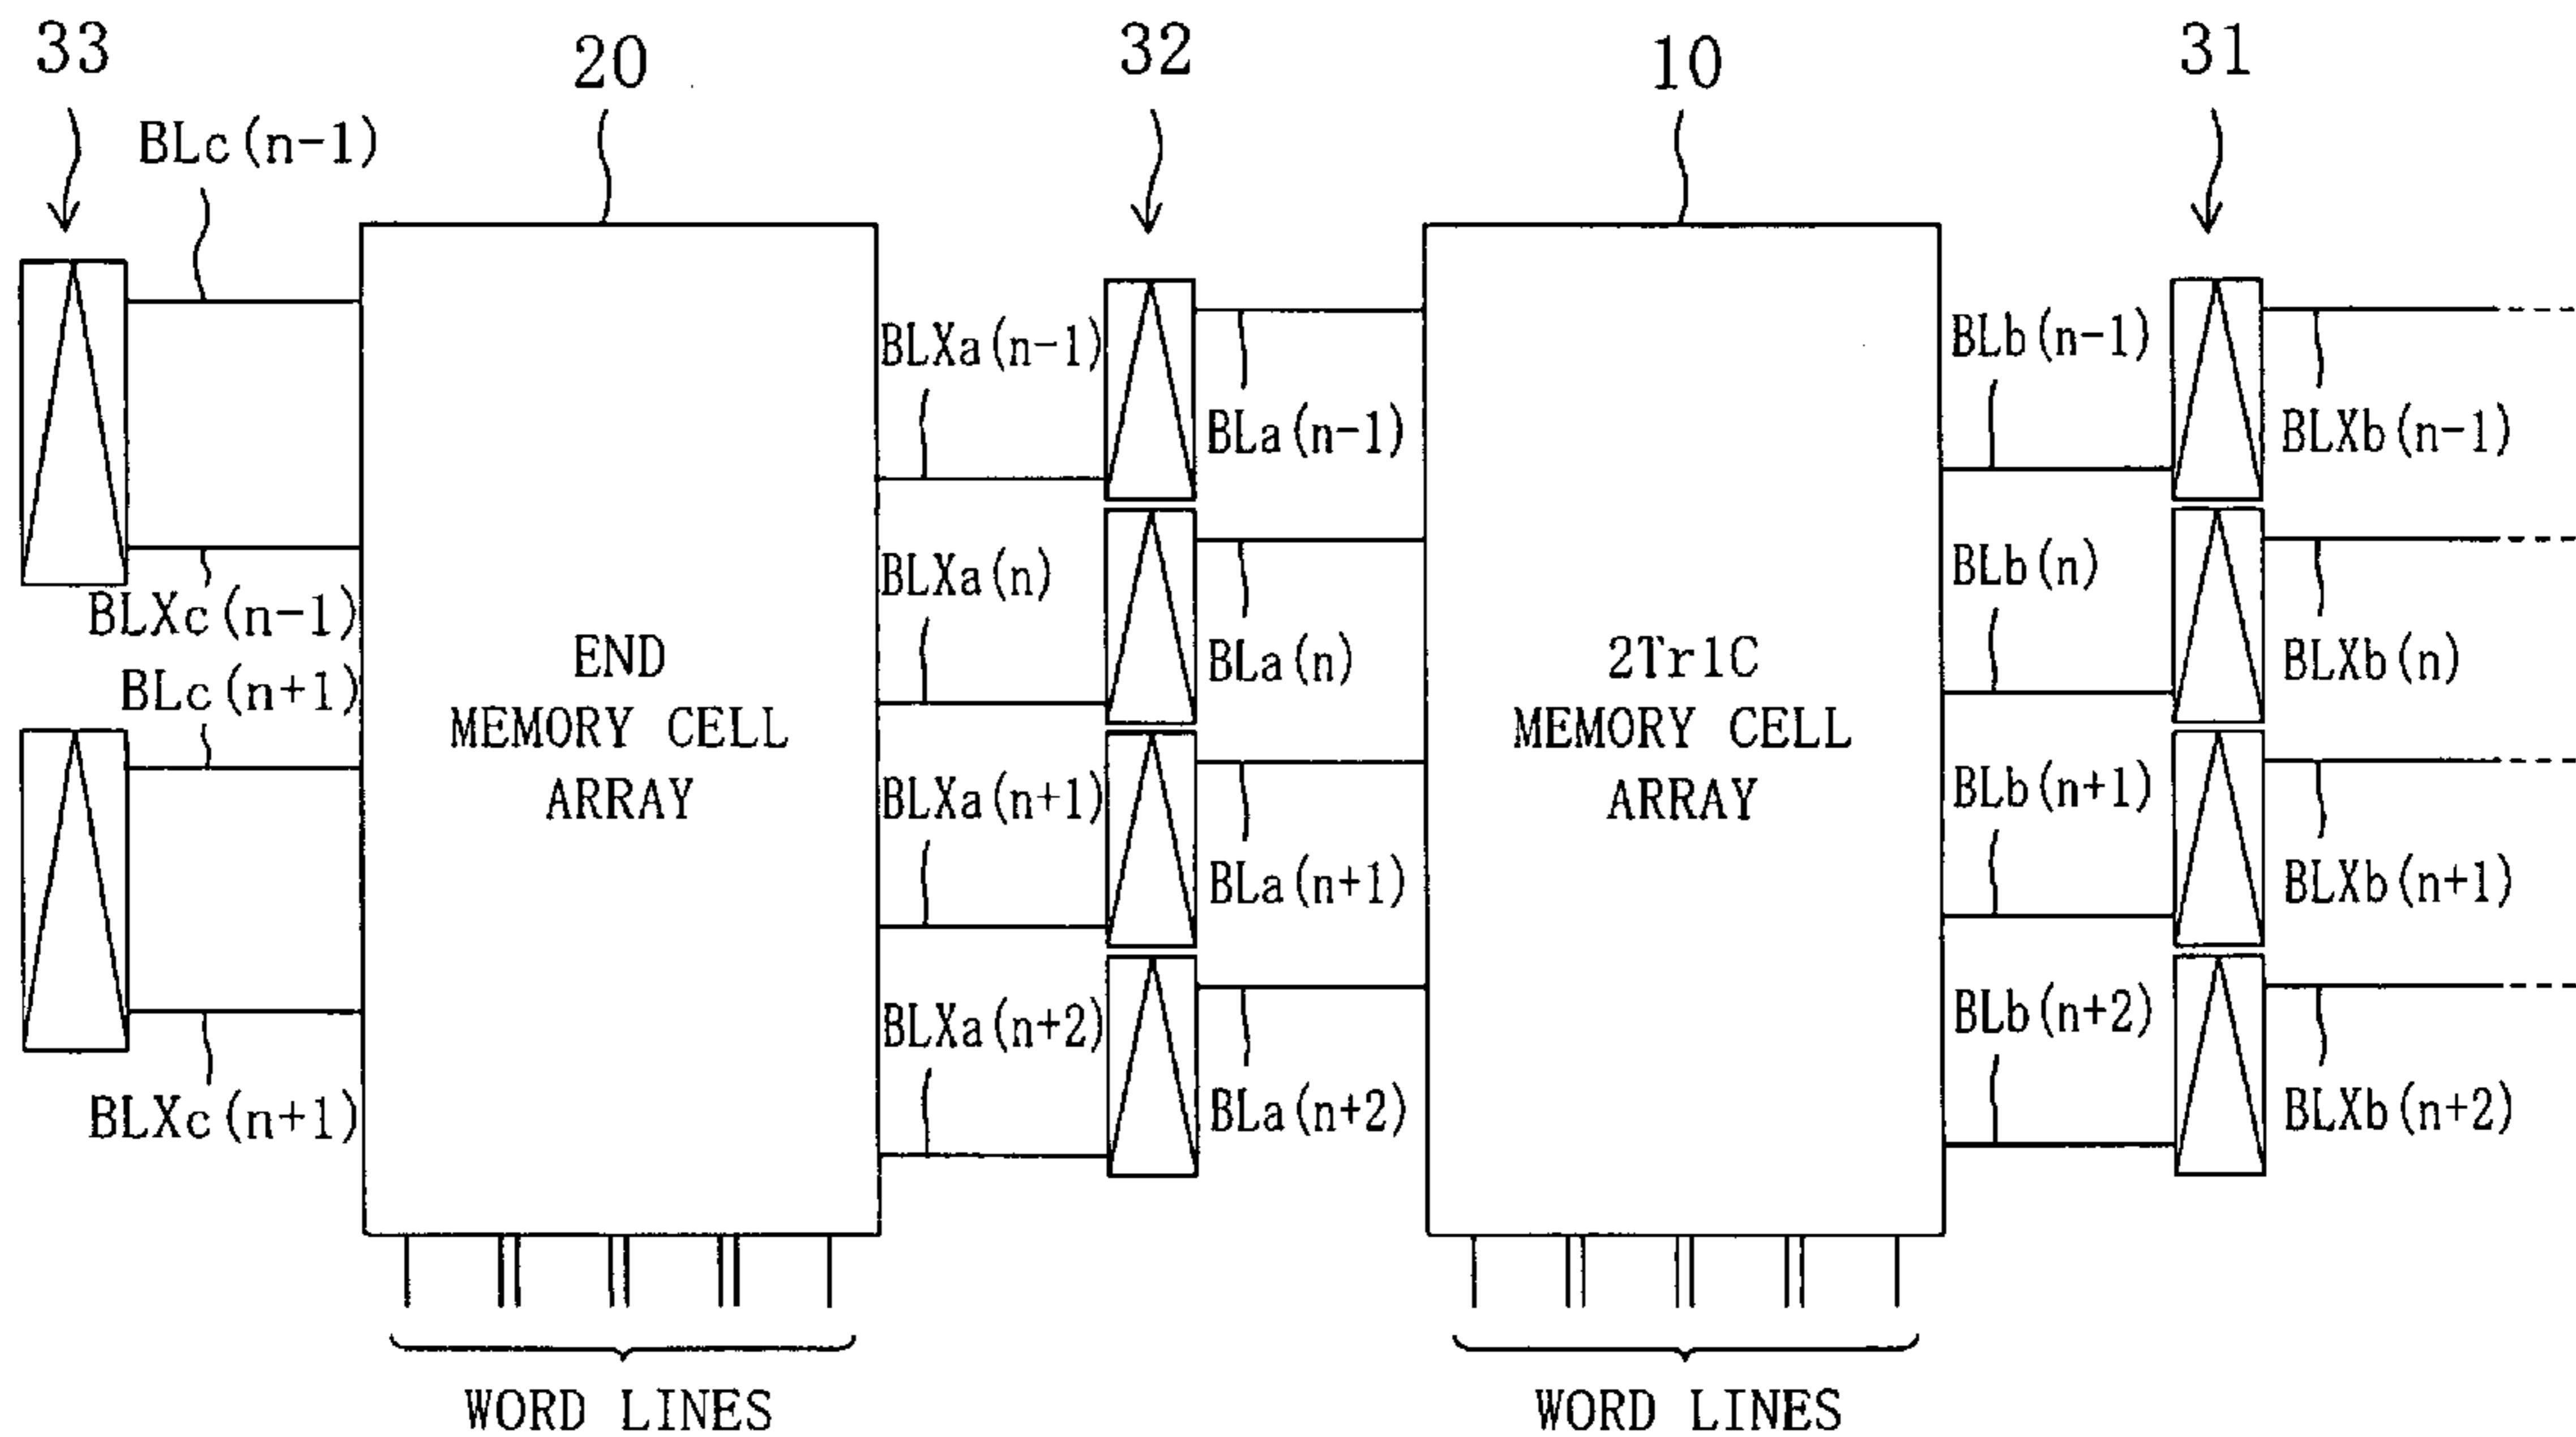 33
20
32
10
31
BLc(n-1)
BLXa(n-1)
BLb(n-1)
BLa(n-1)
BLXb(n-1)
BLXa(n)
BLb(n)
BLXc(n-1)
BLa(n)
BLXb(n)
BLc(n+1)
END
MEMORY CELL
ARRAY
2Tr1C
MEMORY CELL
ARRAY
BLXa(n+1)
BLb(n+1)
BLa(n+1)
BLXb(n+1)
BLXa(n+2)
BLb(n+2)
BLXc(n+1)
BLa(n+2)
BLXb(n+2)
WORD LINES
WORD LINES